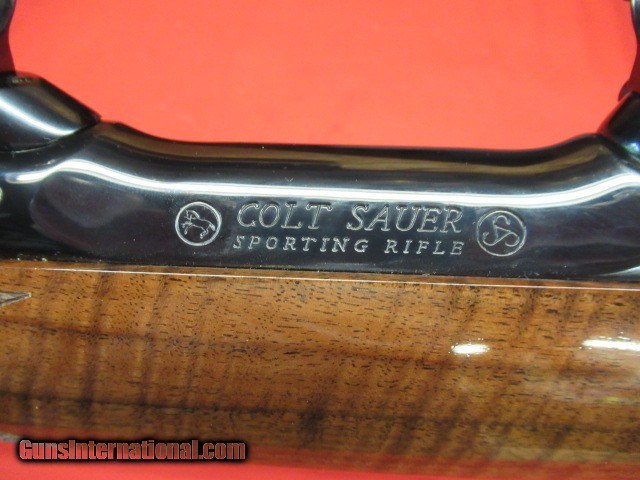 COLT SAUER
SPORTING RIFLE
GunsInternational.com